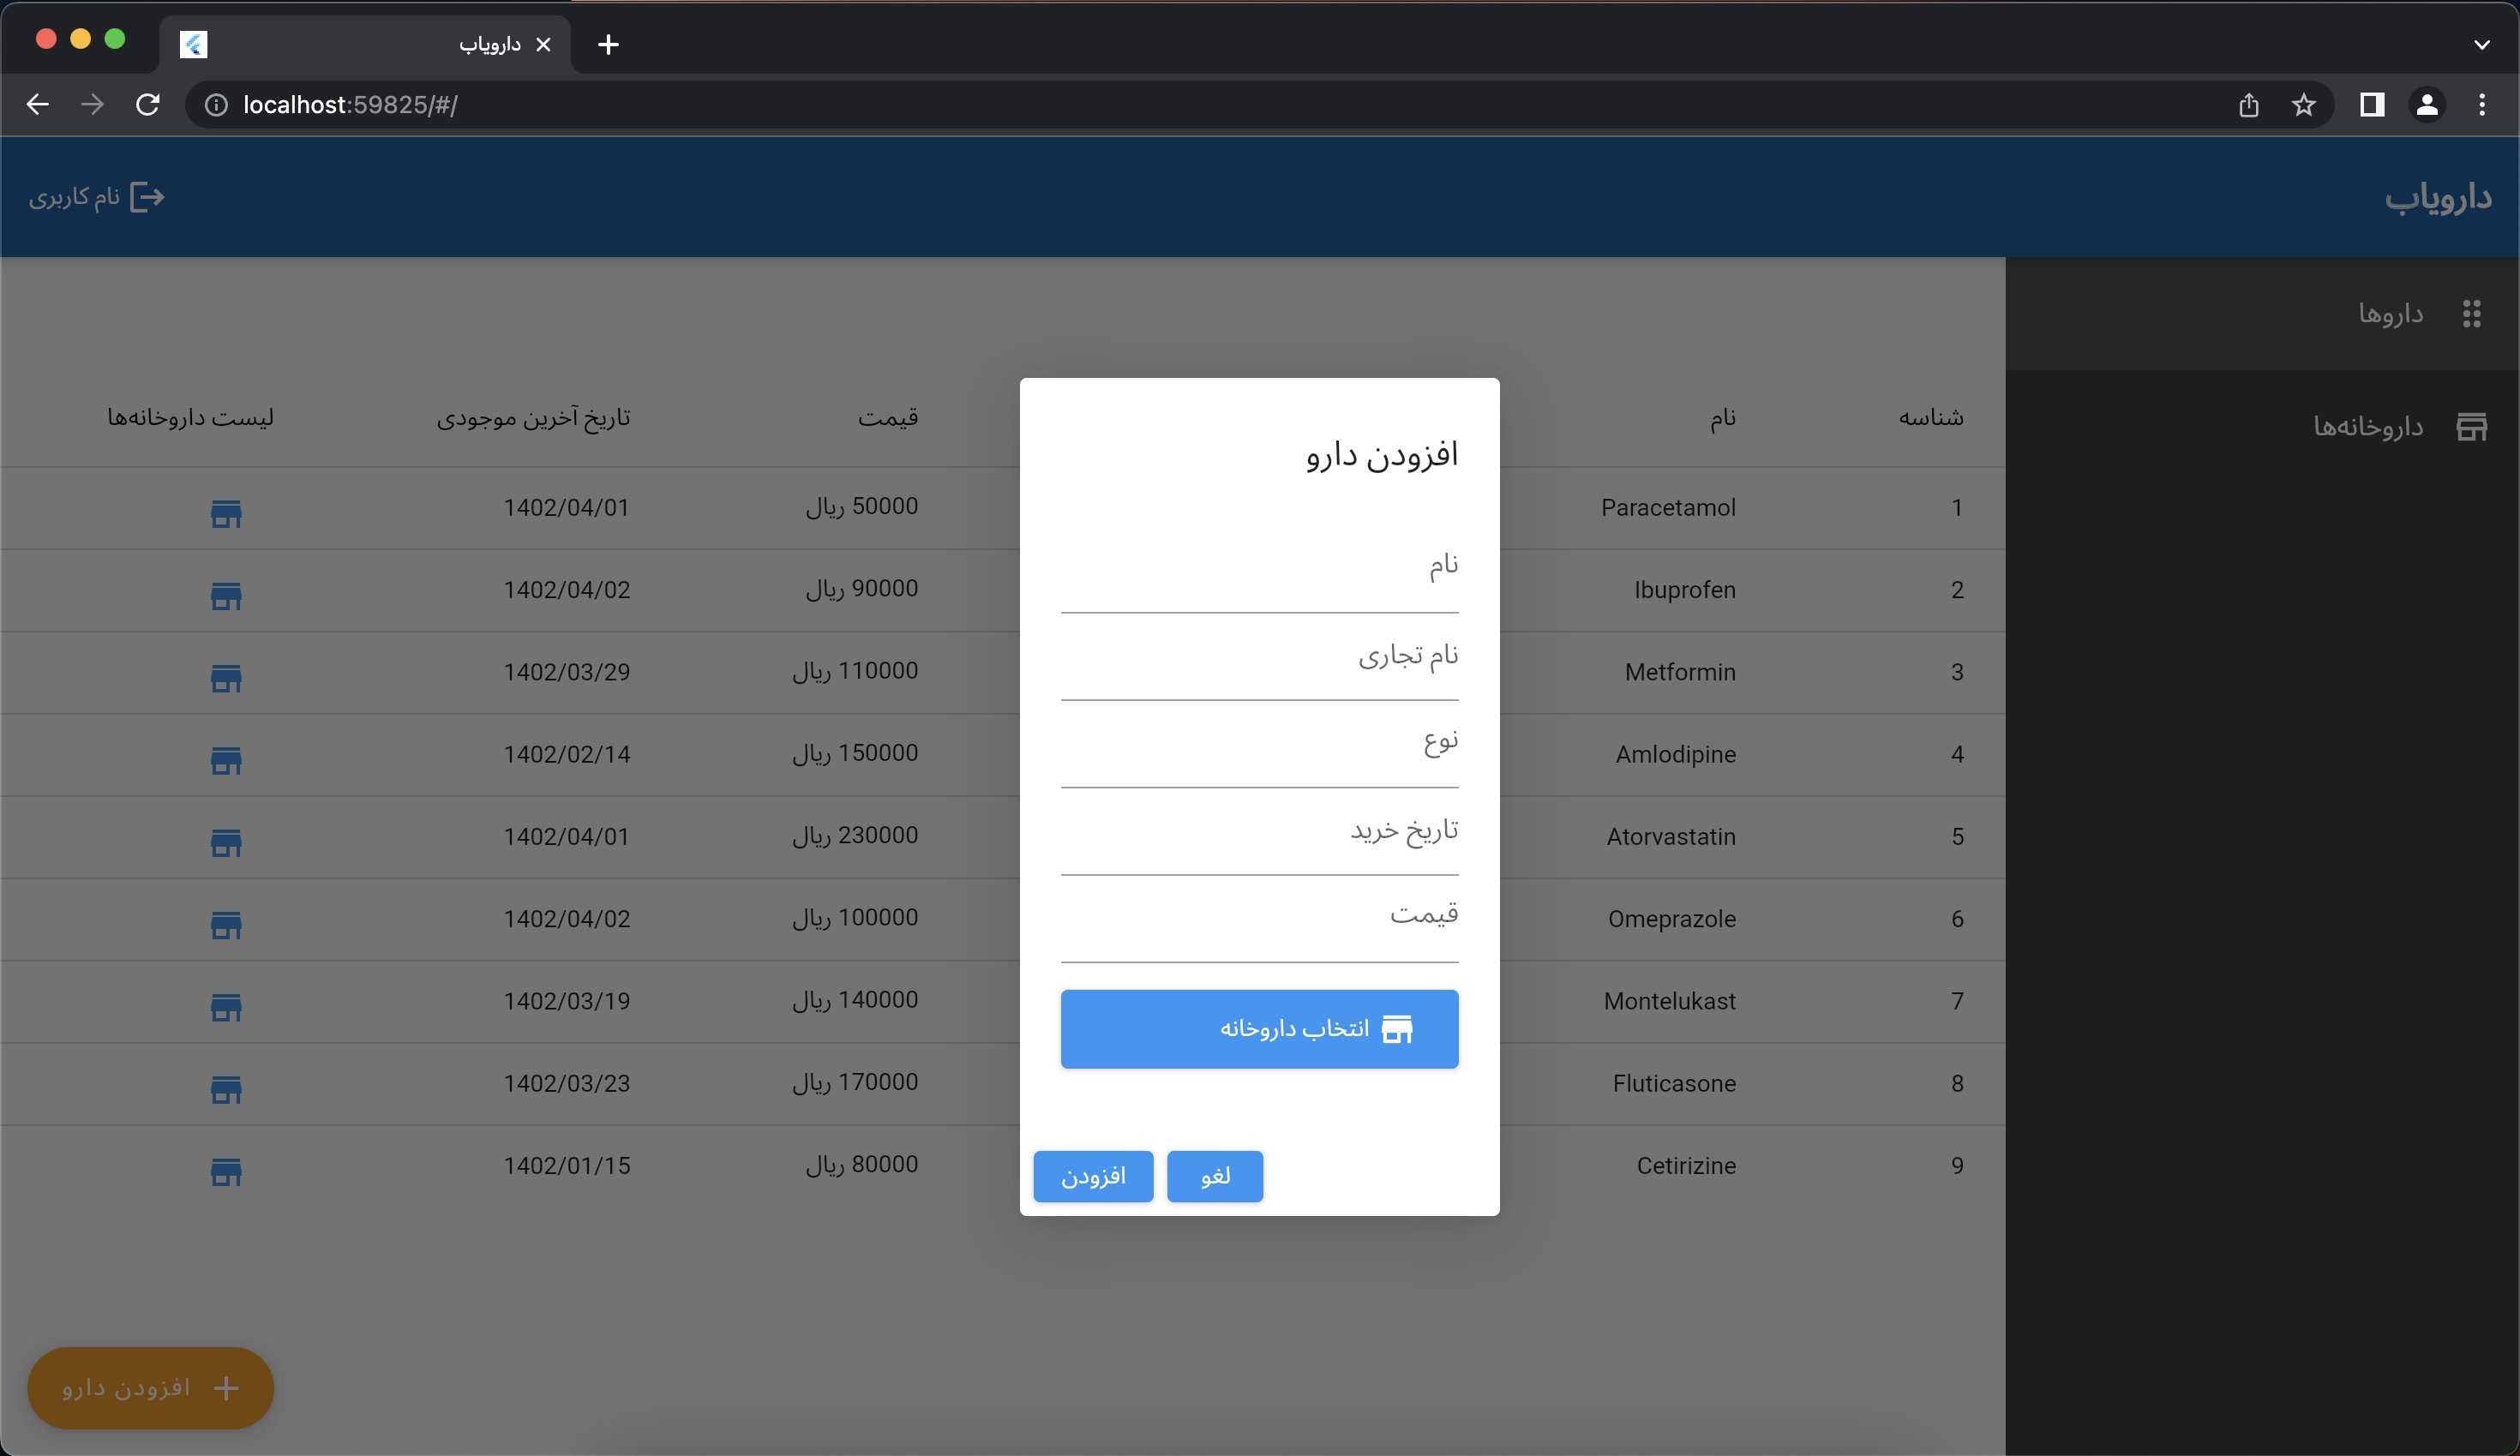 دارویاب
localhost:59825/#/
دارویاب
نام کاربری
داروها
داروخانه‌ها
شناسه نام قیمت تاریخ آخرین موجودی لیست داروخانه‌ها
1 Paracetamol 50000 ریال 1402/04/01
2 Ibuprofen 90000 ریال 1402/04/02
3 Metformin 110000 ریال 1402/03/29
4 Amlodipine 150000 ریال 1402/02/14
5 Atorvastatin 230000 ریال 1402/04/01
6 Omeprazole 100000 ریال 1402/04/02
7 Montelukast 140000 ریال 1402/03/19
8 Fluticasone 170000 ریال 1402/03/23
9 Cetirizine 80000 ریال 1402/01/15
افزودن دارو
نام
نام تجاری
نوع
تاریخ خرید
قیمت
انتخاب داروخانه
لغو
افزودن
افزودن دارو